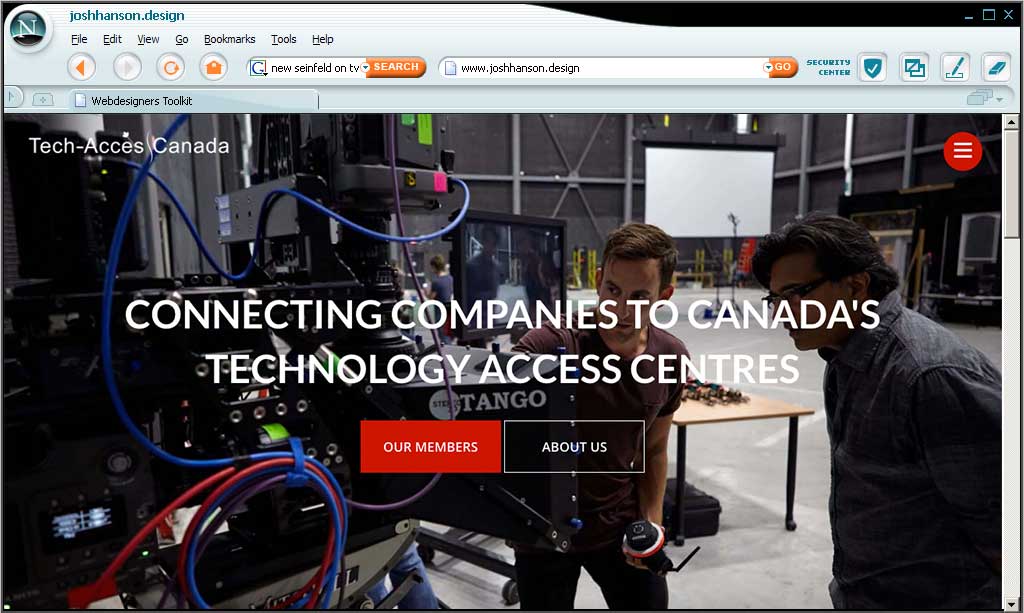 joshhanson.design
File Edit View Go Bookmarks Tools Help
new seinfeld on tv SEARCH www.joshhanson.design GO SECURITY CENTER
Webdesigners Toolkit
Tech-Accès Canada
CONNECTING COMPANIES TO CANADA'S
TECHNOLOGY ACCESS CENTRES
TANGO
OUR MEMBERS ABOUT US